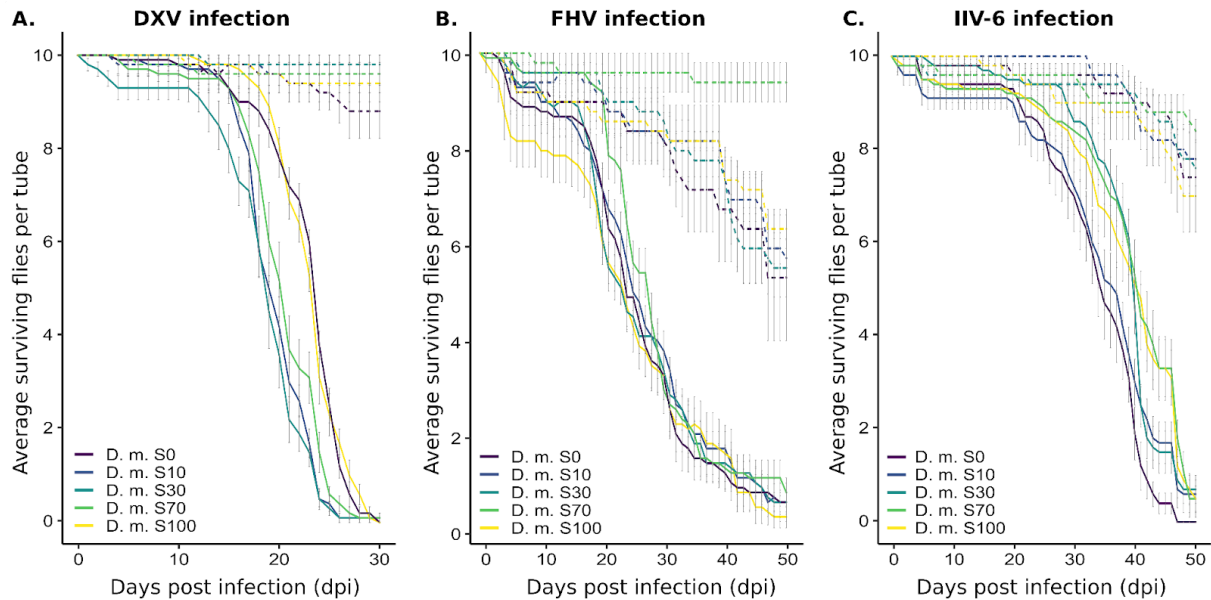 A. DXV infection
Average surviving flies per tube
10
8
6
4
2
0
D. m. S0
D. m. S10
D. m. S30
D. m. S70
D. m. S100
0 10 20 30
Days post infection (dpi)
B. FHV infection
Average surviving flies per tube
10
8
6
4
2
0
D. m. S0
D. m. S10
D. m. S30
D. m. S70
D. m. S100
0 10 20 30 40 50
Days post infection (dpi)
C. IIV-6 infection
Average surviving flies per tube
10
8
6
4
2
0
D. m. S0
D. m. S10
D. m. S30
D. m. S70
D. m. S100
0 10 20 30 40 50
Days post infection (dpi)